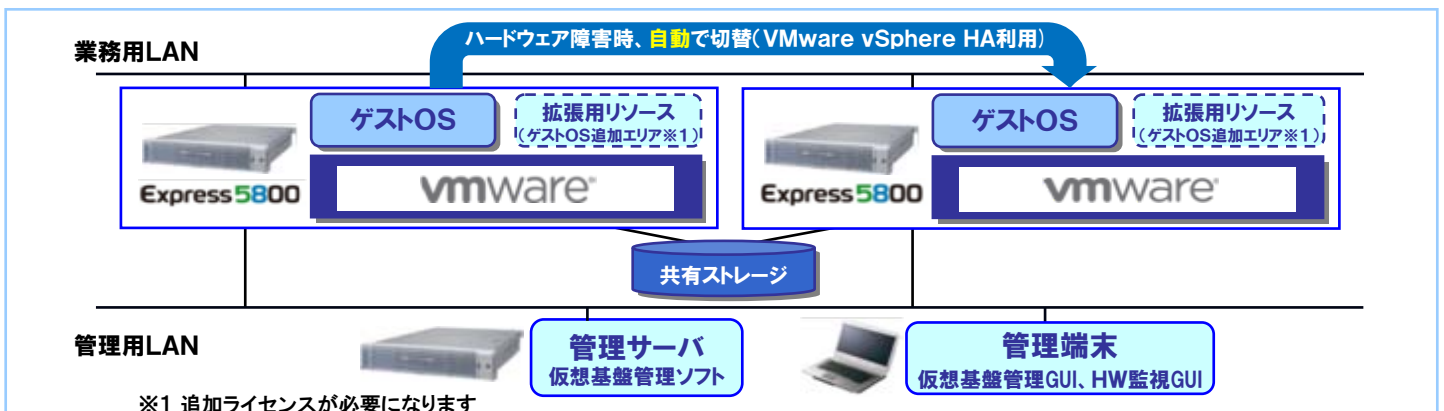 業務用LAN
ハードウェア障害時、自動で切替(VMware vSphere HA利用)
ゲストOS
拡張用リソース
(ゲストOS追加エリア※1)
Express5800
vmware
ゲストOS
拡張用リソース
(ゲストOS追加エリア※1)
Express5800
vmware
共有ストレージ
管理用LAN
管理サーバ
仮想基盤管理ソフト
管理端末
仮想基盤管理GUI、HW監視GUI
※1 追加ライセンスが必要になります